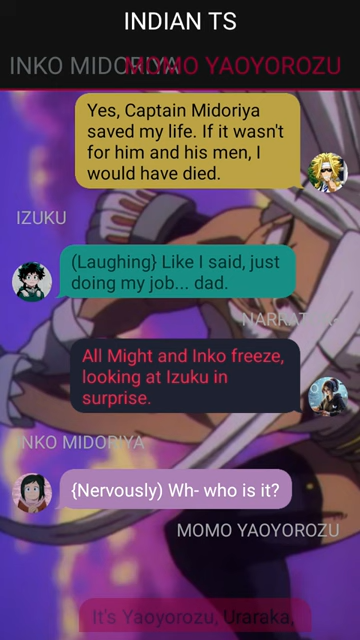 INDIAN TS
INKO MIDORIYA
MOMO YAOYOROZU
Yes, Captain Midoriya
saved my life. If it wasn't
for him and his men, I
would have died.
IZUKU
(Laughing} Like I said, just
doing my job... dad.
NARRATOR
All Might and Inko freeze,
looking at Izuku in
surprise.
INKO MIDORIYA
{Nervously) Wh- who is it?
MOMO YAOYOROZU
It's Yaoyorozu, Uraraka,